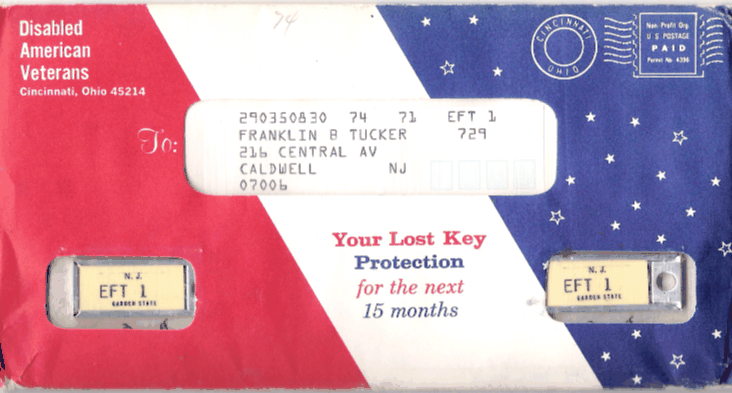 Disabled
American
Veterans
Cincinnati, Ohio 45214
74
CINCINNATI
OHIO
Non-Profit Org.
U S POSTAGE
PAID
Permit No 4396
To:
290350830 74 71 EFT 1
FRANKLIN B TUCKER 729
216 CENTRAL AV
CALDWELL NJ
07006
Your Lost Key
Protection
for the next
15 months
N. J.
EFT 1
GARDEN STATE
N. J.
EFT 1
GARDEN STATE